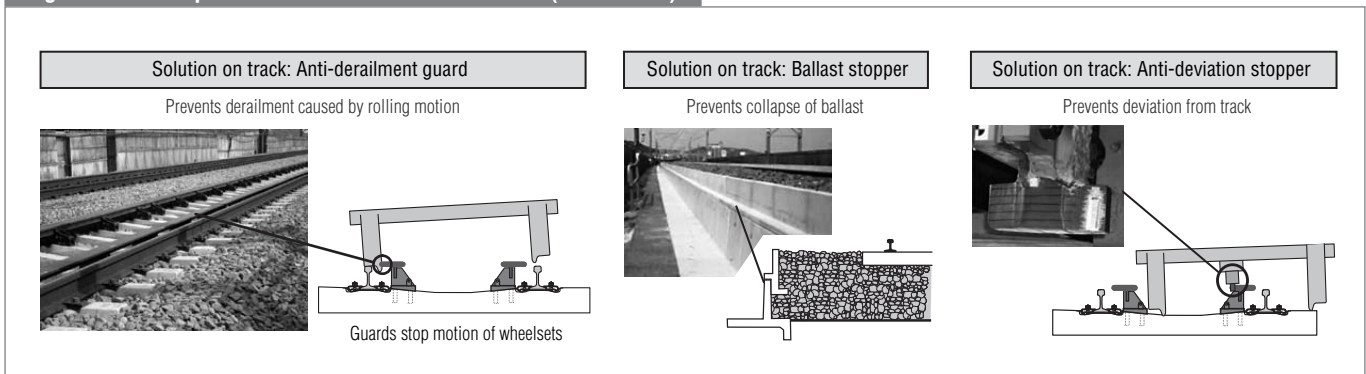 Solution on track: Anti-derailment guard
Prevents derailment caused by rolling motion
Guards stop motion of wheelsets
Solution on track: Ballast stopper
Prevents collapse of ballast
Solution on track: Anti-deviation stopper
Prevents deviation from track